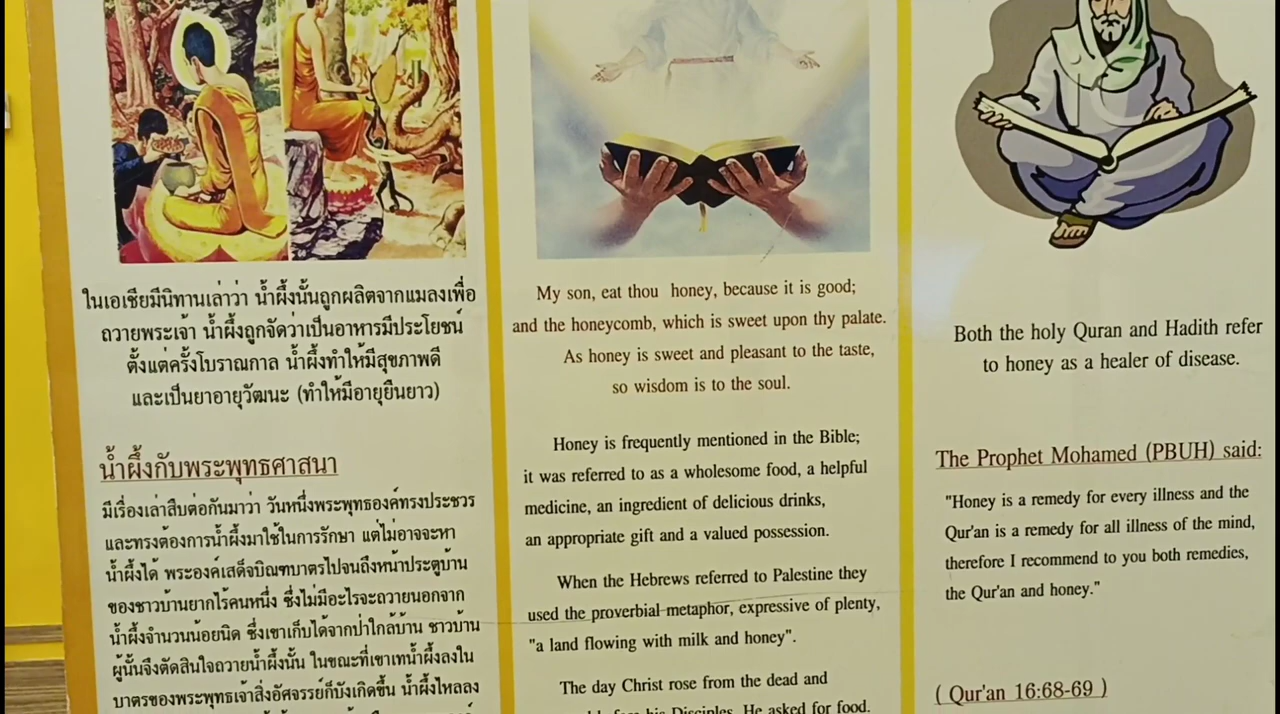 ในเอเชียมีนิทานเล่าว่า น้ำผึ้งนั้นถูกผลิตจากแมลงเพื่อ
ถวายพระเจ้า น้ำผึ้งถูกจัดว่าเป็นอาหารมีประโยชน์
ตั้งแต่ครั้งโบราณกาล น้ำผึ้งทำให้มีสุขภาพดี
และเป็นยาอายุวัฒนะ (ทำให้มีอายุยืนยาว)
น้ำผึ้งกับพระพุทธศาสนา
มีเรื่องเล่าสืบต่อกันมาว่า วันหนึ่งพระพุทธองค์ทรงประชวร
และทรงต้องการน้ำผึ้งมาใช้ในการรักษา แต่ไม่อาจจะหา
น้ำผึ้งได้ พระองค์เสด็จบิณฑบาตรไปจนถึงหน้าประตูบ้าน
ของชาวบ้านยากไร้คนหนึ่ง ซึ่งไม่มีอะไรจะถวายนอกจาก
น้ำผึ้งจำนวนน้อยนิด ซึ่งเขาเก็บได้จากป่าใกล้บ้าน ชาวบ้าน
ผู้นั้นจึงตัดสินใจถวายน้ำผึ้งนั้น ในขณะที่เขาเทน้ำผึ้งลงใน
บาตรของพระพุทธเจ้าสิ่งอัศจรรย์ก็บังเกิดขึ้น น้ำผึ้งไหลลง
My son, eat thou honey, because it is good;
and the honeycomb, which is sweet upon thy palate.
As honey is sweet and pleasant to the taste,
so wisdom is to the soul.
Honey is frequently mentioned in the Bible;
it was referred to as a wholesome food, a helpful
medicine, an ingredient of delicious drinks,
an appropriate gift and a valued possession.
When the Hebrews referred to Palestine they
used the proverbial metaphor, expressive of plenty,
"a land flowing with milk and honey".
The day Christ rose from the dead and
his Disciples, He asked for food.
Both the holy Quran and Hadith refer
to honey as a healer of disease.
The Prophet Mohamed (PBUH) said:
"Honey is a remedy for every illness and the
Qur'an is a remedy for all illness of the mind,
therefore I recommend to you both remedies,
the Qur'an and honey."
( Qur'an 16:68-69 )